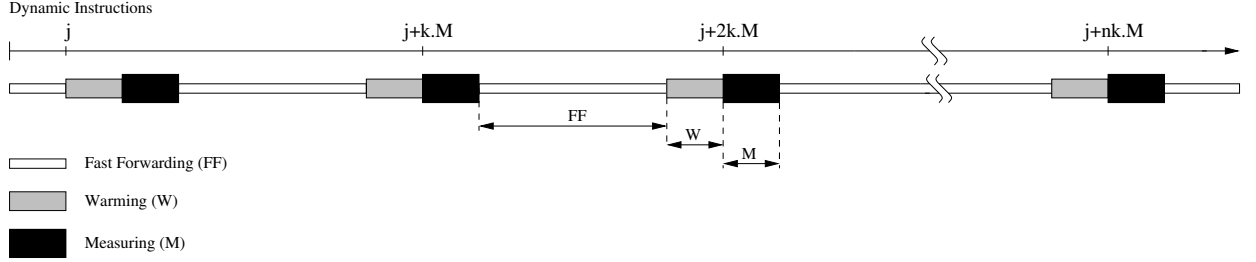 Dynamic Instructions
j j+k.M j+2k.M j+nk.M
FF
W
M
Fast Forwarding (FF)
Warming (W)
Measuring (M)